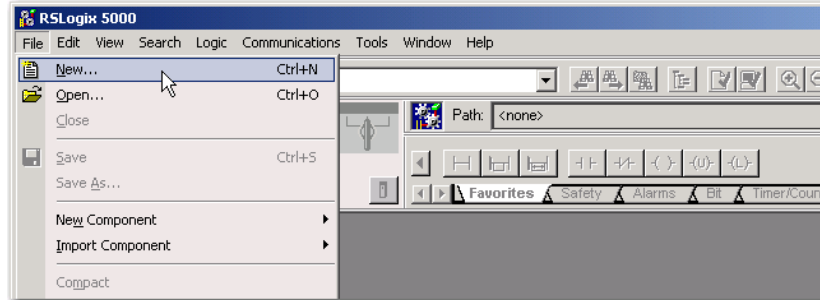 RSLogix 5000
File Edit View Search Logic Communications Tools Window Help
New... Ctrl+N
Open... Ctrl+O
Close
Path: <none>
Save Ctrl+S
Save As...
Favorites Safety Alarms Bit Timer/Coun
New Component
Import Component
Compact